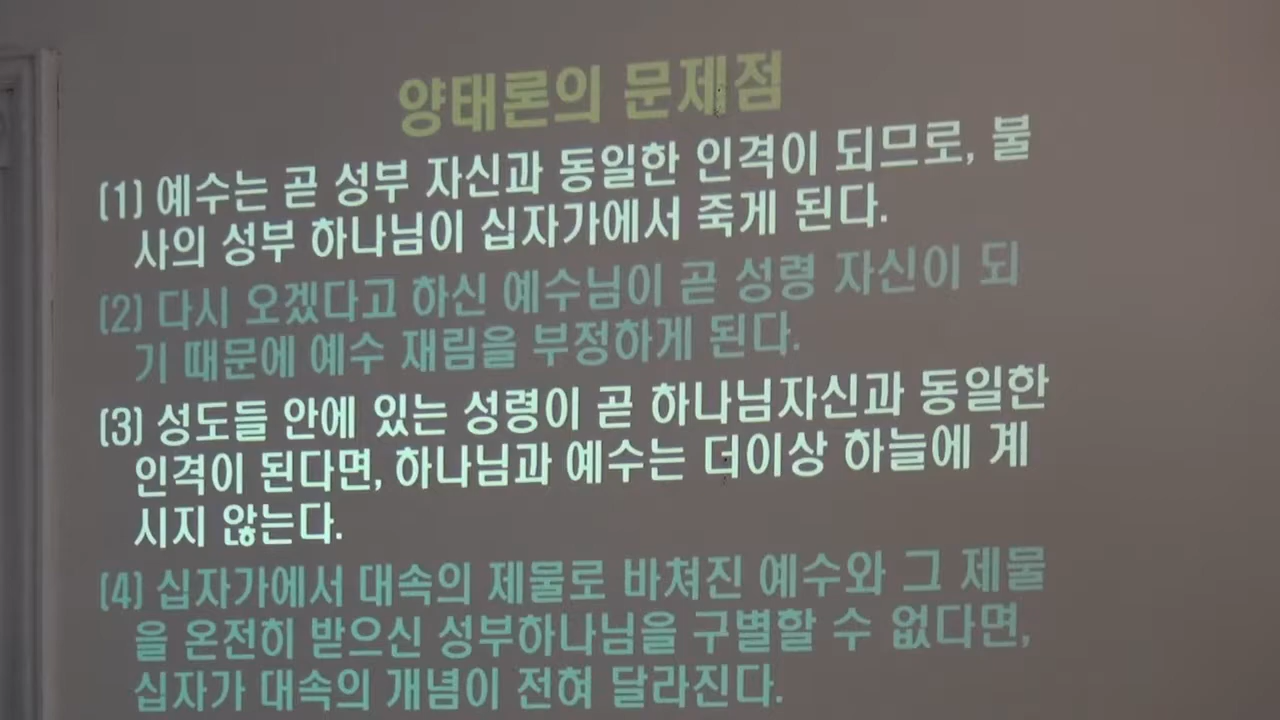 양태론의 문제점
(1) 예수는 곧 성부 자신과 동일한 인격이 되므로, 불
사의 성부 하나님이 십자가에서 죽게 된다.
(2) 다시 오겠다고 하신 예수님이 곧 성령 자신이 되
기 때문에 예수 재림을 부정하게 된다.
(3) 성도들 안에 있는 성령이 곧 하나님자신과 동일한
인격이 된다면, 하나님과 예수는 더이상 하늘에 계
시지 않는다.
(4) 십자가에서 대속의 제물로 바쳐진 예수와 그 제물
을 온전히 받으신 성부하나님을 구별할 수 없다면,
십자가 대속의 개념이 전혀 달라진다.